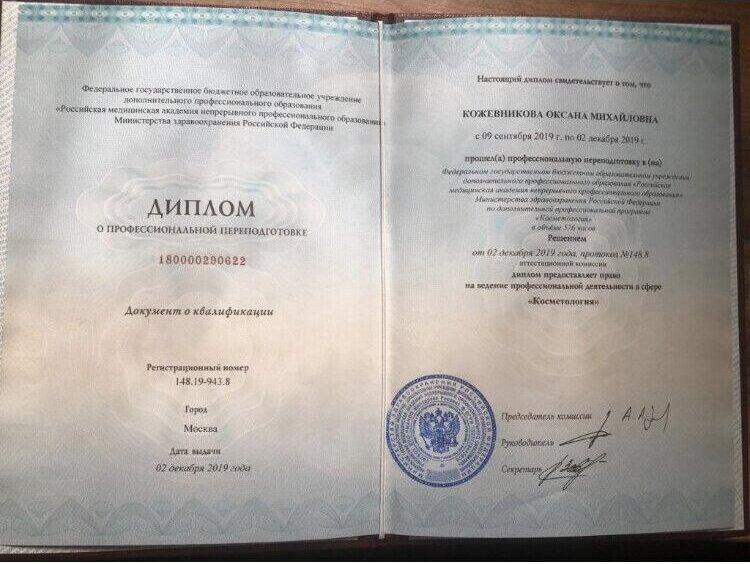 Федеральное государственное бюджетное образовательное учреждение
дополнительного профессионального образования
«Российская медицинская академия непрерывного профессионального образования»
Министерства здравоохранения Российской Федерации
ДИПЛОМ
О ПРОФЕССИОНАЛЬНОЙ ПЕРЕПОДГОТОВКЕ
180000290622
Документ о квалификации
Регистрационный номер
148.19-943.8
Город
Москва
Дата выдачи
02 декабря 2019 года
Настоящий диплом свидетельствует о том, что
КОЖЕВНИКОВА ОКСАНА МИХАЙЛОВНА
с 09 сентября 2019 г. по 02 декабря 2019 г.
прошел(а) профессиональную переподготовку в (на)
Федеральном государственном бюджетном образовательном учреждении
дополнительного профессионального образования «Российская
медицинская академия непрерывного профессионального образования»
Министерства здравоохранения Российской Федерации
по дополнительной профессиональной программе
«Косметология»
в объёме 576 часов
Решением
от 02 декабря 2019 года, протокол №148.8
аттестационной комиссии
диплом предоставляет право
на ведение профессиональной деятельности в сфере
«Косметология»
Председатель комиссии
Руководитель
Секретарь